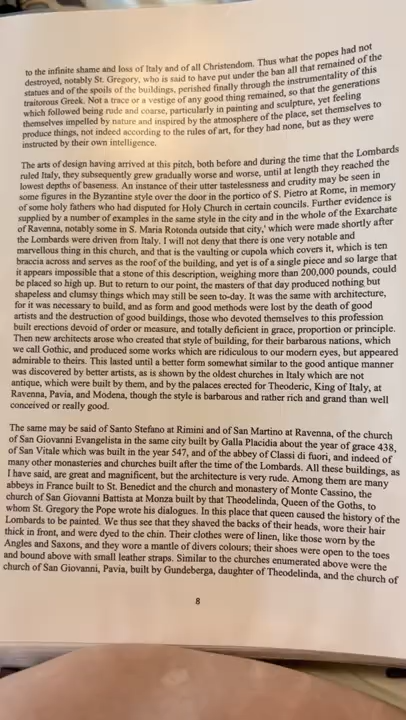 to the infinite shame and loss of Italy and of all Christendom. Thus what the popes had not
destroyed, notably St. Gregory, who is said to have put under the ban all that remained of the
statues and of the spoils of the buildings, perished finally through the instrumentality of this
traitorous Greek. Not a trace or a vestige of any good thing remained, so that the generations
which followed being rude and coarse, particularly in painting and sculpture, yet feeling
themselves impelled by nature and inspired by the atmosphere of the place, set themselves to
produce things, not indeed according to the rules of art, for they had none, but as they were
instructed by their own intelligence.
The arts of design having arrived at this pitch, both before and during the time that the Lombards
ruled Italy, they subsequently grew gradually worse and worse, until at length they reached the
lowest depths of baseness. An instance of their utter tastelessness and crudity may be seen in
some figures in the Byzantine style over the door in the portico of S. Pietro at Rome, in memory
of some holy fathers who had disputed for Holy Church in certain councils. Further evidence is
supplied by a number of examples in the same style in the city and in the whole of the Exarchate
of Ravenna, notably some in S. Maria Rotonda outside that city,' which were made shortly after
the Lombards were driven from Italy. I will not deny that there is one very notable and
marvellous thing in this church, and that is the vaulting or cupola which covers it, which is ten
braccia across and serves as the roof of the building, and yet is of a single piece and so large that
it appears impossible that a stone of this description, weighing more than 200,000 pounds, could
be placed so high up. But to return to our point, the masters of that day produced nothing but
shapeless and clumsy things which may still be seen to-day. It was the same with architecture,
for it was necessary to build, and as form and good methods were lost by the death of good
artists and the destruction of good buildings, those who devoted themselves to this profession
built erections devoid of order or measure, and totally deficient in grace, proportion or principle.
Then new architects arose who created that style of building, for their barbarous nations, which
we call Gothic, and produced some works which are ridiculous to our modern eyes, but appeared
admirable to theirs. This lasted until a better form somewhat similar to the good antique manner
was discovered by better artists, as is shown by the oldest churches in Italy which are not
antique, which were built by them, and by the palaces erected for Theoderic, King of Italy, at
Ravenna, Pavia, and Modena, though the style is barbarous and rather rich and grand than well
conceived or really good.
The same may be said of Santo Stefano at Rimini and of San Martino at Ravenna, of the church
of San Giovanni Evangelista in the same city built by Galla Placidia about the year of grace 438,
of San Vitale which was built in the year 547, and of the abbey of Classi di fuori, and indeed of
many other monasteries and churches built after the time of the Lombards. All these buildings, as
I have said, are great and magnificent, but the architecture is very rude. Among them are many
abbeys in France built to St. Benedict and the church and monastery of Monte Cassino, the
church of San Giovanni Battista at Monza built by that Theodelinda, Queen of the Goths, to
whom St. Gregory the Pope wrote his dialogues. In this place that queen caused the history of the
Lombards to be painted. We thus see that they shaved the backs of their heads, wore their hair
thick in front, and were dyed to the chin. Their clothes were of linen, like those worn by the
Angles and Saxons, and they wore a mantle of divers colours; their shoes were open to the toes
and bound above with small leather straps. Similar to the churches enumerated above were the
church of San Giovanni, Pavia, built by Gundeberga, daughter of Theodelinda, and the church of
8